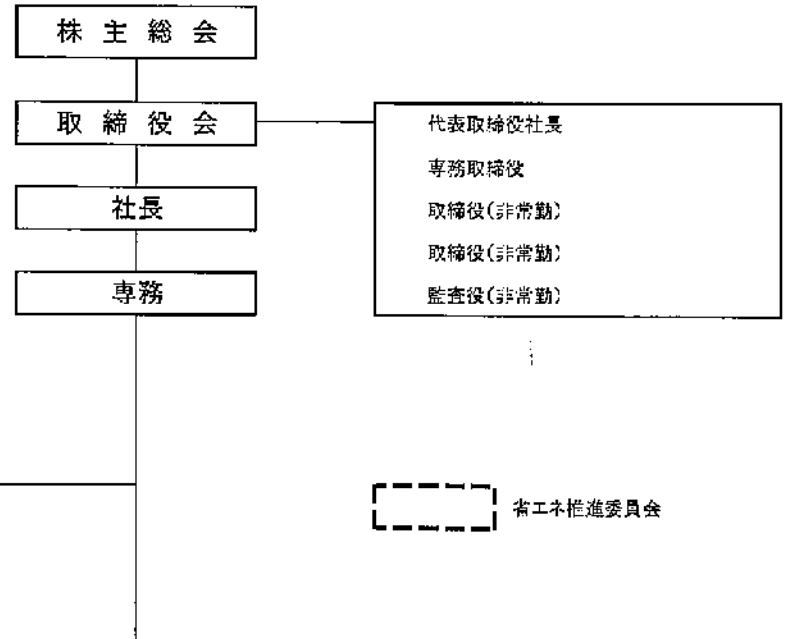 株主総会
取締役会
社長
専務
代表取締役社長
専務取締役
取締役(非常勤)
取締役(非常勤)
監査役(非常勤)
省エネ推進委員会